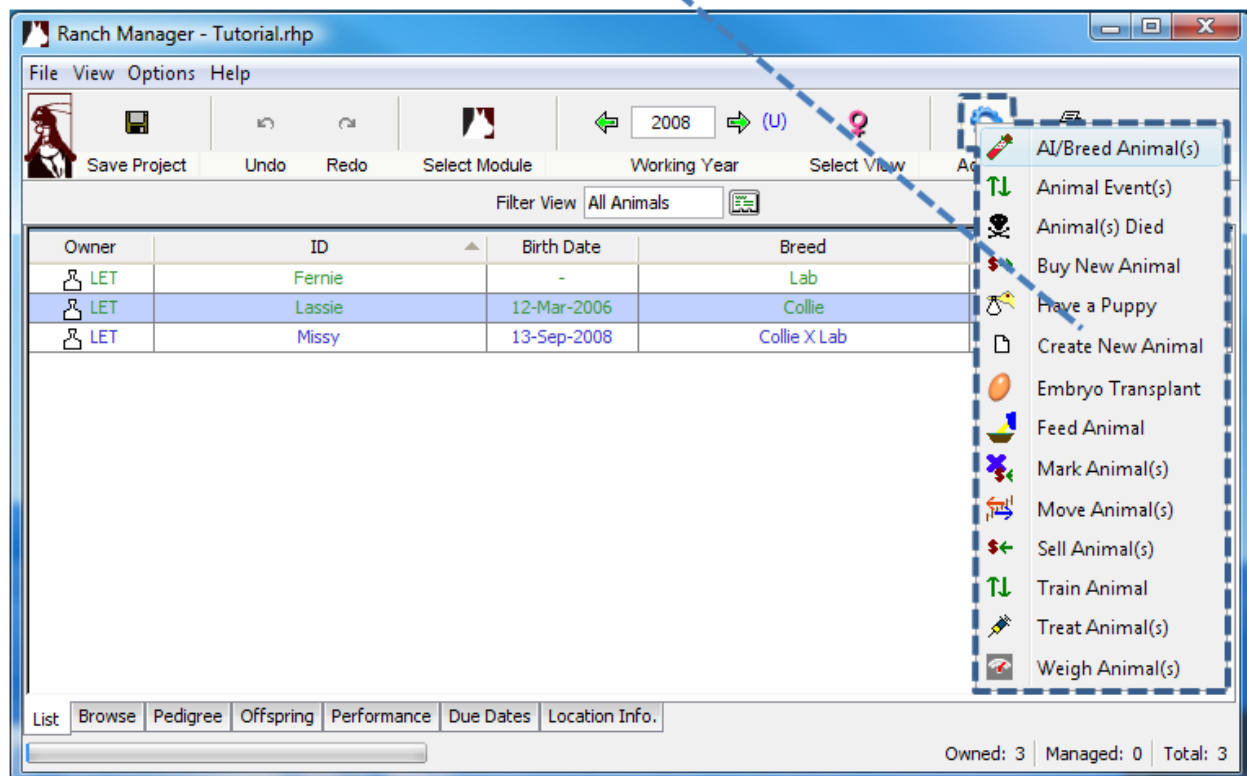 Ranch Manager - Tutorial.rhp
File View Options Help
2008 (U)
Save Project Undo Redo Select Module Working Year Select View
Filter View All Animals
Owner ID Birth Date Breed
LET Fernie - Lab
LET Lassie 12-Mar-2006 Collie
LET Missy 13-Sep-2008 Collie X Lab
AI/Breed Animal(s)
Animal Event(s)
Animal(s) Died
Buy New Animal
Have a Puppy
Create New Animal
Embryo Transplant
Feed Animal
Mark Animal(s)
Move Animal(s)
Sell Animal(s)
Train Animal
Treat Animal(s)
Weigh Animal(s)
List Browse Pedigree Offspring Performance Due Dates Location Info.
Owned: 3 Managed: 0 Total: 3